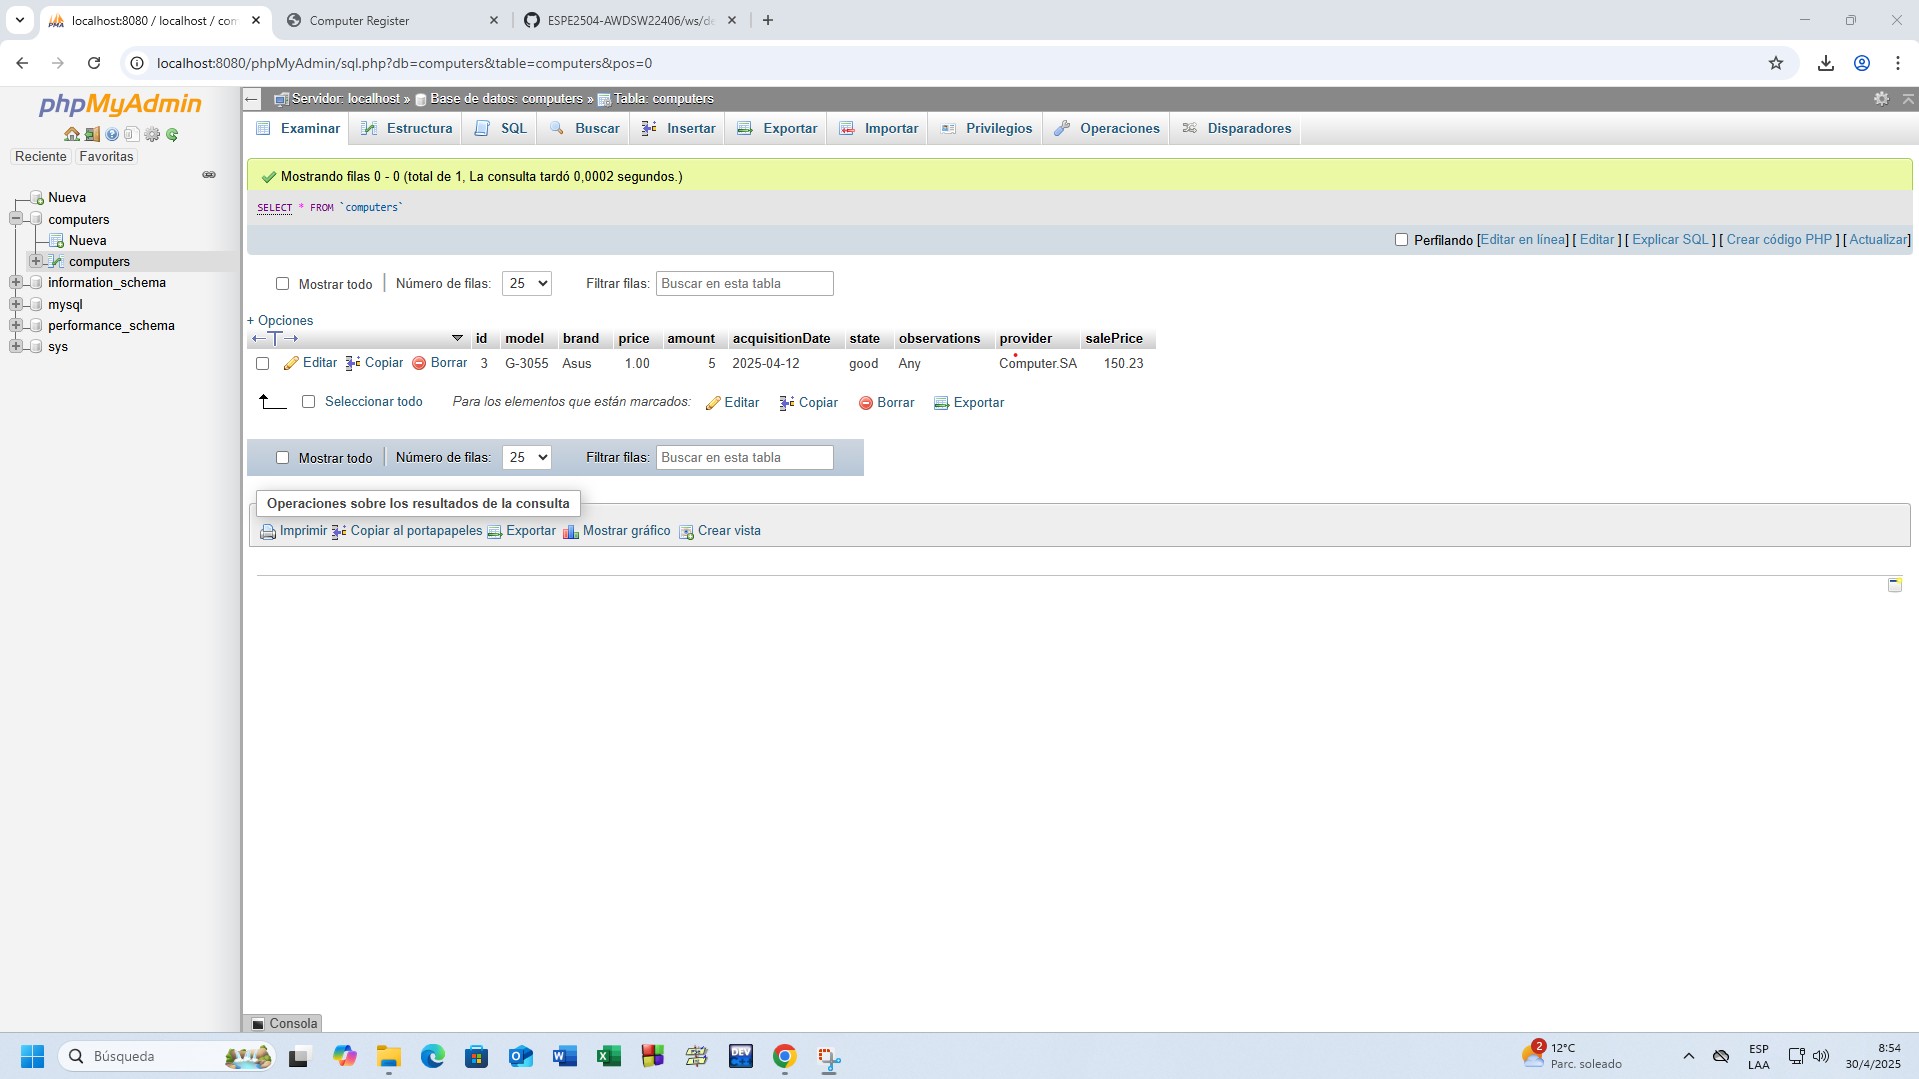 localhost:8080 / localhost / com
Computer Register
ESPE2504-AWDSW22406/ws/de
localhost:8080/phpMyAdmin/sql.php?db=computers&table=computers&pos=0
phpMyAdmin
Reciente Favoritas
Nueva
computers
Nueva
computers
information_schema
mysql
performance_schema
sys
Servidor: localhost » Base de datos: computers » Tabla: computers
Examinar Estructura SQL Buscar Insertar Exportar Importar Privilegios Operaciones Disparadores
Mostrando filas 0 - 0 (total de 1, La consulta tardó 0,0002 segundos.)
SELECT * FROM `computers`
Perfilando [Editar en línea] [ Editar ] [ Explicar SQL ] [ Crear código PHP ] [ Actualizar]
Mostrar todo Número de filas: 25 Filtrar filas: Buscar en esta tabla
+ Opciones
←T→ id model brand price amount acquisitionDate state observations provider salePrice
Editar Copiar Borrar 3 G-3055 Asus 1.00 5 2025-04-12 good Any Computer.SA 150.23
Seleccionar todo Para los elementos que están marcados: Editar Copiar Borrar Exportar
Mostrar todo Número de filas: 25 Filtrar filas: Buscar en esta tabla
Operaciones sobre los resultados de la consulta
Imprimir Copiar al portapapeles Exportar Mostrar gráfico Crear vista
Consola
Búsqueda
DEV
2
12°C
Parc. soleado
ESP
LAA
8:54
30/4/2025